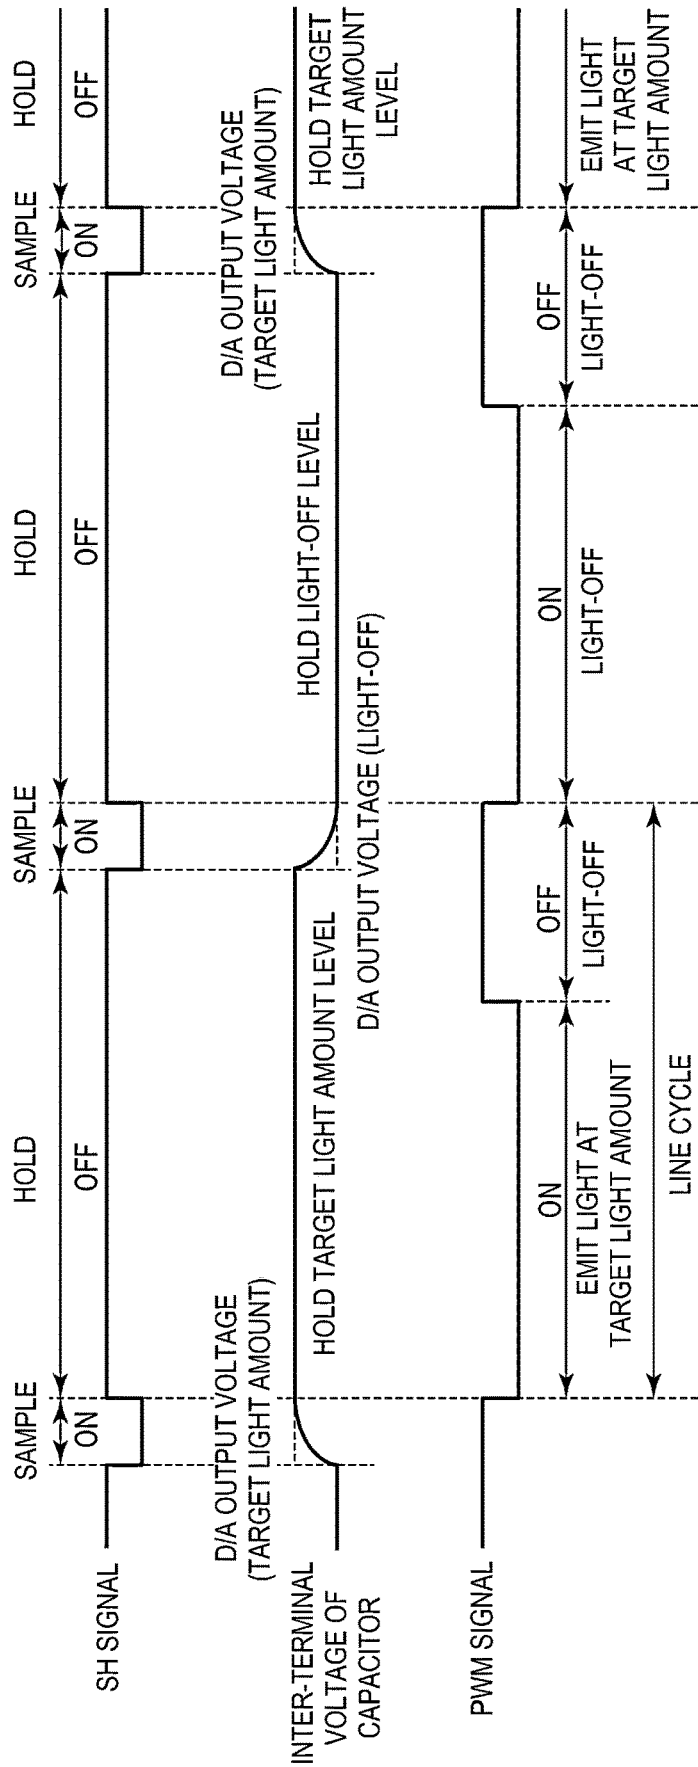 SH SIGNAL
SAMPLE
ON
HOLD
OFF
SAMPLE
ON
HOLD
OFF
SAMPLE
ON
HOLD
OFF
INTER-TERMINAL
VOLTAGE OF
CAPACITOR
D/A OUTPUT VOLTAGE
(TARGET LIGHT AMOUNT)
HOLD TARGET LIGHT AMOUNT LEVEL
D/A OUTPUT VOLTAGE (LIGHT-OFF)
HOLD LIGHT-OFF LEVEL
D/A OUTPUT VOLTAGE
(TARGET LIGHT AMOUNT)
HOLD TARGET
LIGHT AMOUNT
LEVEL
PWM SIGNAL
ON
EMIT LIGHT AT
TARGET LIGHT AMOUNT
OFF
LIGHT-OFF
ON
LIGHT-OFF
OFF
LIGHT-OFF
EMIT LIGHT
AT TARGET
LIGHT AMOUNT
LINE CYCLE